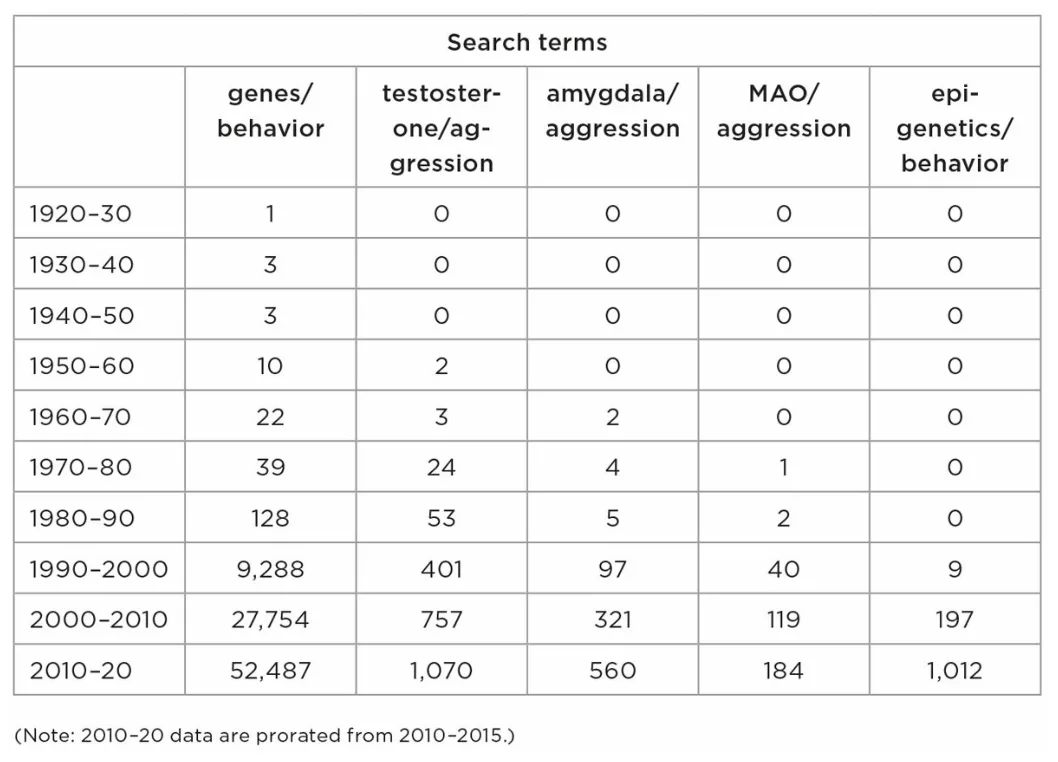 Search terms
genes/ testoster- amygdala/ MAO/ epi-
behavior one/ag- aggression aggression genetics/
gression behavior
1920–30 1 0 0 0 0
1930–40 3 0 0 0 0
1940–50 3 0 0 0 0
1950–60 10 2 0 0 0
1960–70 22 3 2 0 0
1970–80 39 24 4 1 0
1980–90 128 53 5 2 0
1990–2000 9,288 401 97 40 9
2000–2010 27,754 757 321 119 197
2010–20 52,487 1,070 560 184 1,012
(Note: 2010–20 data are prorated from 2010–2015.)